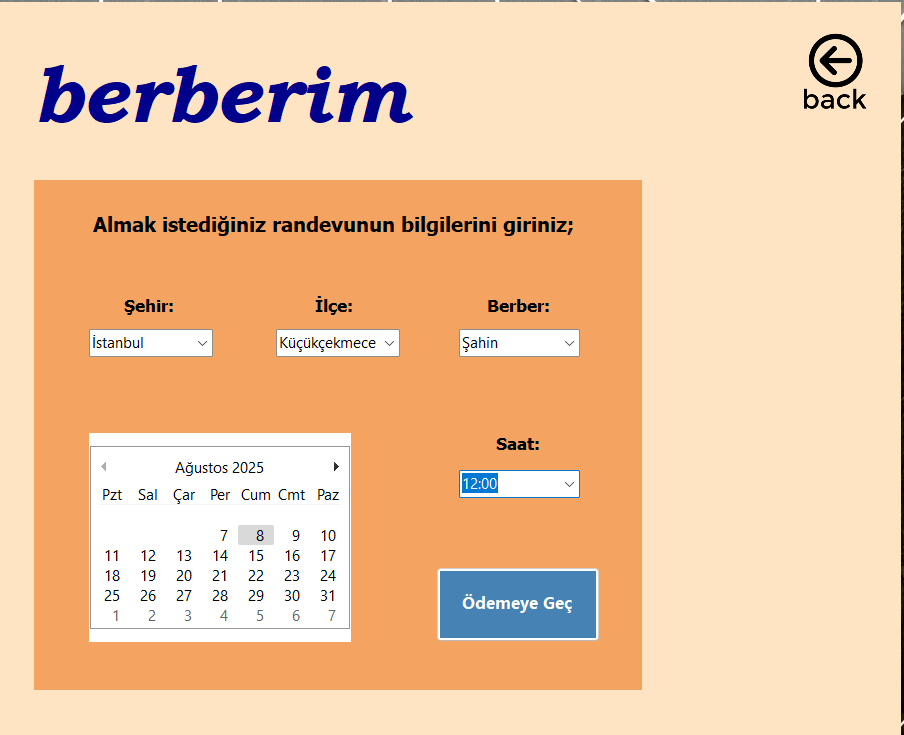 berberim
back
Almak istediğiniz randevunun bilgilerini giriniz;
Şehir: İlçe: Berber:
İstanbul Küçükçekmece Şahin
Saat:
12:00
Ağustos 2025
Pzt Sal Çar Per Cum Cmt Paz
7 8 9 10
11 12 13 14 15 16 17
18 19 20 21 22 23 24
25 26 27 28 29 30 31
1 2 3 4 5 6 7
Ödemeye Geç